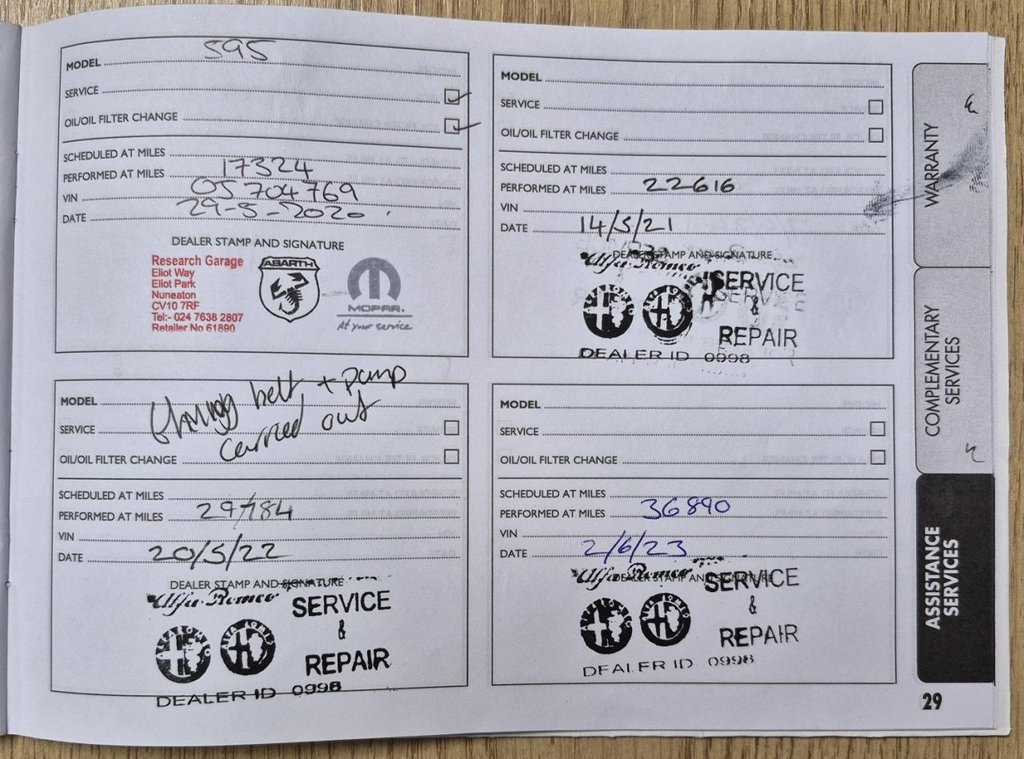 MODEL 595
SERVICE
OIL/OIL FILTER CHANGE
SCHEDULED AT MILES
PERFORMED AT MILES 17324
VIN 05704769
DATE 29-5-2020
DEALER STAMP AND SIGNATURE
Research Garage
Eliot Way
Eliot Park
Nuneaton
CV10 7RF
Tel:- 024 7638 2807
Retailer No 61890
ABARTH
MOPAR.
At your service
MODEL
SERVICE
OIL/OIL FILTER CHANGE
SCHEDULED AT MILES
PERFORMED AT MILES 22616
VIN
DATE 14/5/21
DEALER STAMP AND SIGNATURE
Alfa Romeo
SERVICE
&
REPAIR
DEALER ID 0998
MODEL
timing belt + pump
SERVICE
carried out
OIL/OIL FILTER CHANGE
SCHEDULED AT MILES
PERFORMED AT MILES 29784
VIN
DATE 20/5/22
DEALER STAMP AND SIGNATURE
Alfa Romeo
SERVICE
&
REPAIR
DEALER ID 0998
MODEL
SERVICE
OIL/OIL FILTER CHANGE
SCHEDULED AT MILES
PERFORMED AT MILES 36890
VIN
DATE 2/6/23
DEALER STAMP AND SIGNATURE
Alfa Romeo
SERVICE
&
REPAIR
DEALER ID 0998
WARRANTY
COMPLEMENTARY
SERVICES
ASSISTANCE
SERVICES
29